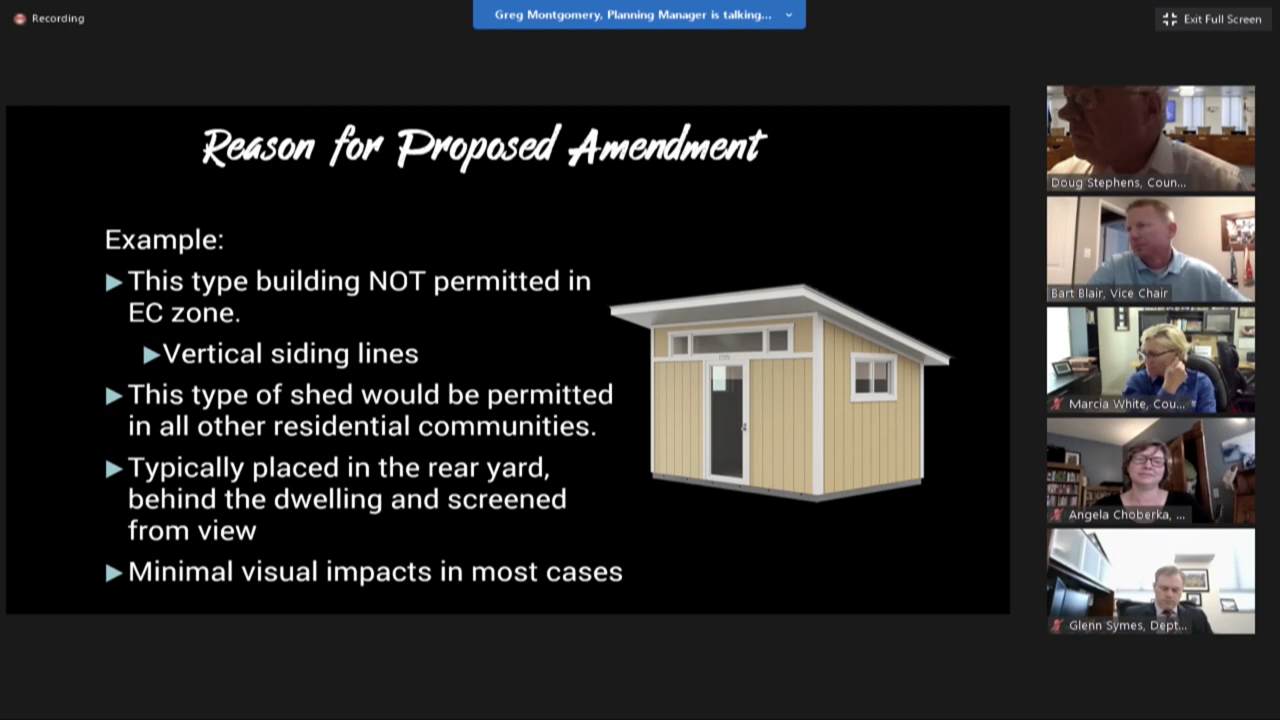 Recording
Greg Montgomery, Planning Manager is talking...
Exit Full Screen
Reason for Proposed Amendment
Example:
This type building NOT permitted in
EC zone.
Vertical siding lines
This type of shed would be permitted
in all other residential communities.
Typically placed in the rear yard,
behind the dwelling and screened
from view
Minimal visual impacts in most cases
Doug Stephens, Coun...
Bart Blair, Vice Chair
Marcia White, Cou...
Angela Choberka, ...
Glenn Symes, Dept...